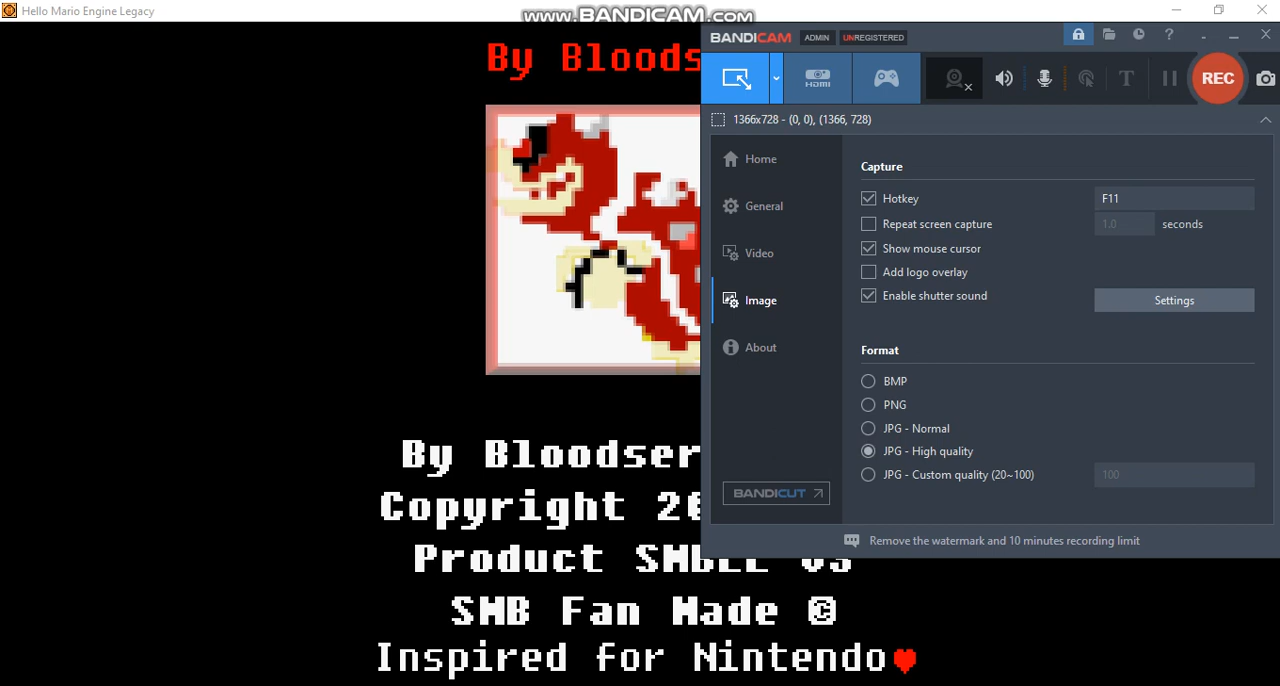 Hello Mario Engine Legacy
www.BANDICAM.com
BANDICAM ADMIN UNREGISTERED
HDMI
T
REC
1366x728 - (0, 0), (1366, 728)
By Bloods
Home
General
Video
Image
About
BANDICUT
Capture
Hotkey F11
Repeat screen capture 1.0 seconds
Show mouse cursor
Add logo overlay
Enable shutter sound Settings
Format
BMP
PNG
JPG - Normal
JPG - High quality
JPG - Custom quality (20~100) 100
Remove the watermark and 10 minutes recording limit
By Bloodser
Copyright 20
Product
SMB Fan Made ©
Inspired for Nintendo♥